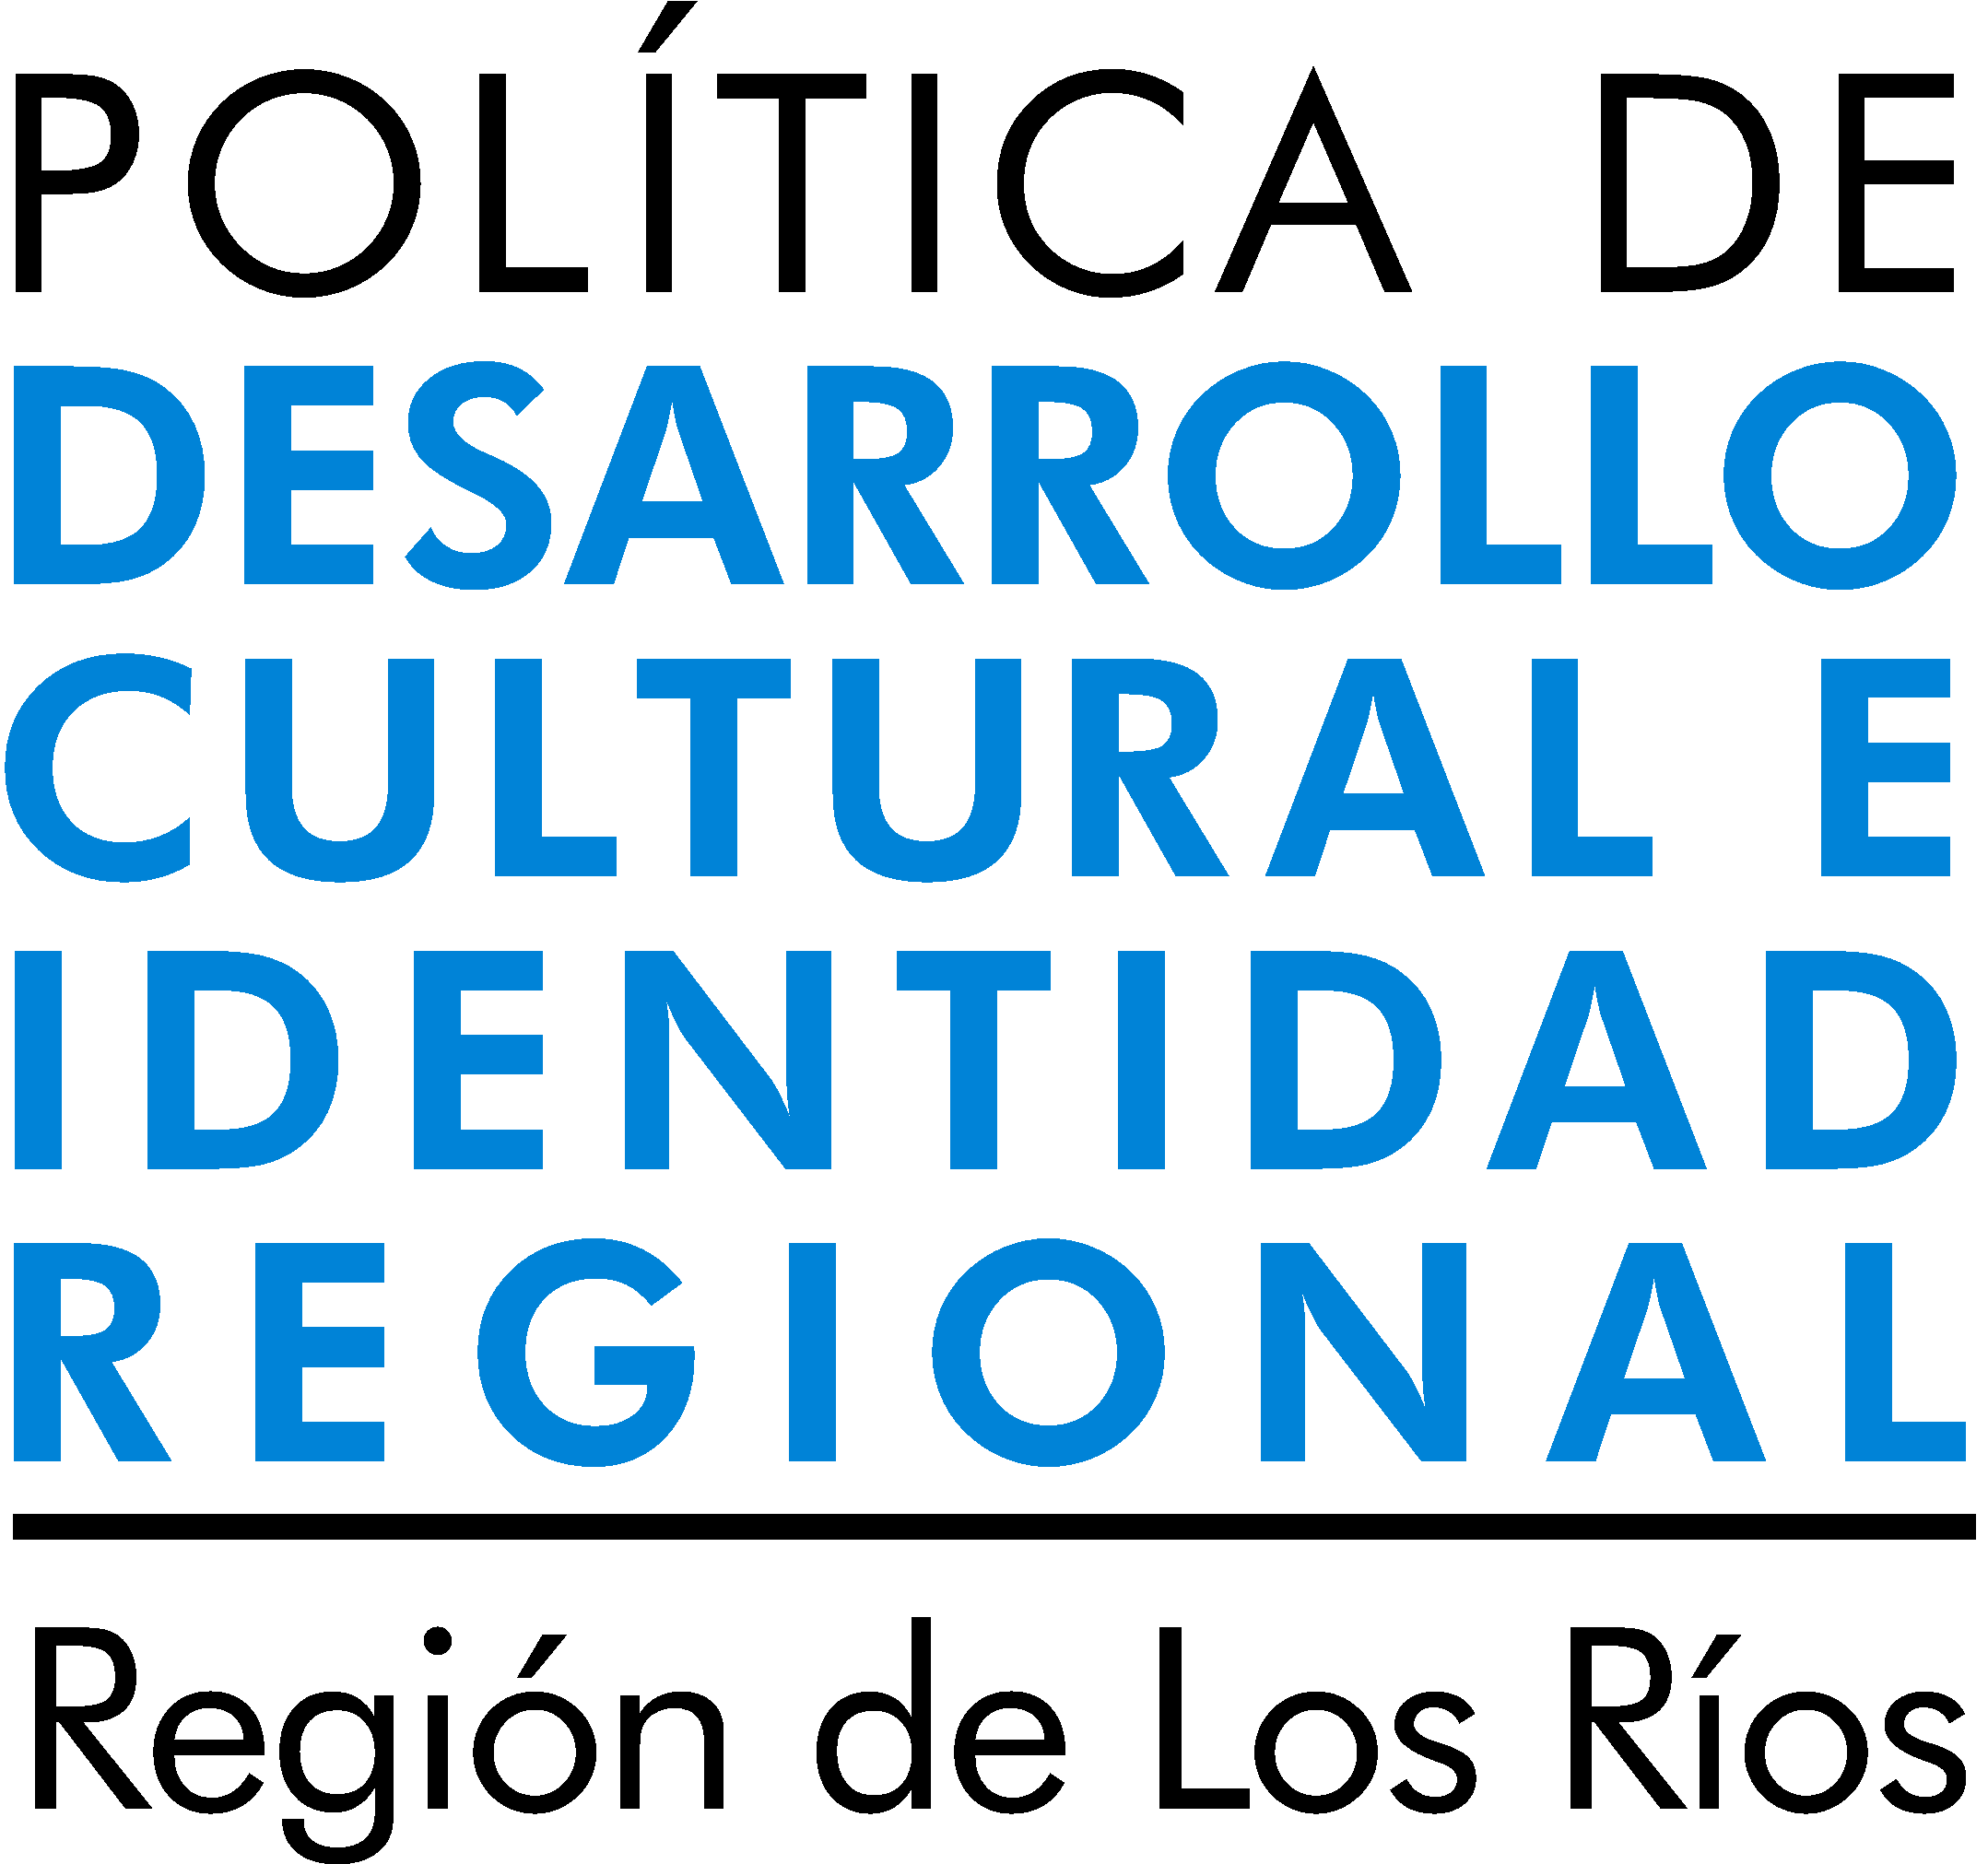 POLÍTICA DE
DESARROLLO
CULTURAL E
IDENTIDAD
REGIONAL
Región de Los Ríos